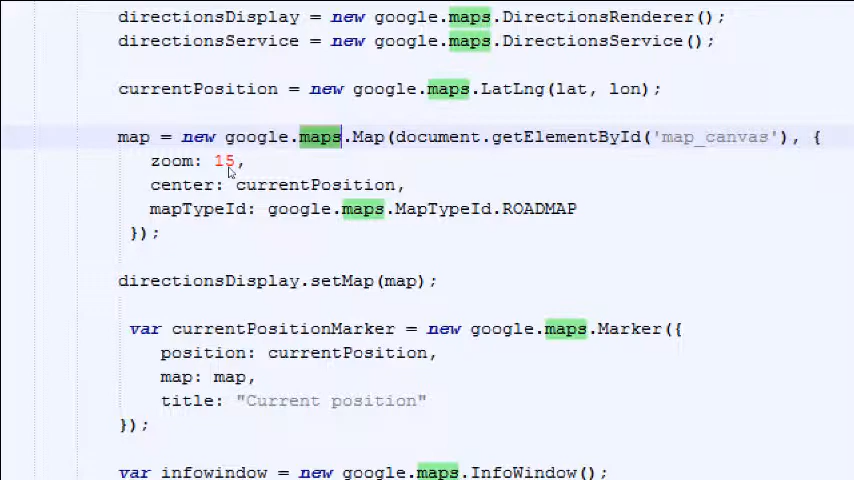 directionsDisplay = new google.maps.DirectionsRenderer();
directionsService = new google.maps.DirectionsService();
currentPosition = new google.maps.LatLng(lat, lon);
map = new google.maps.Map(document.getElementById('map_canvas'), {
zoom: 15,
center: currentPosition,
mapTypeId: google.maps.MapTypeId.ROADMAP
});
directionsDisplay.setMap(map);
var currentPositionMarker = new google.maps.Marker({
position: currentPosition,
map: map,
title: "Current position"
});
var infowindow = new google.maps.InfoWindow();